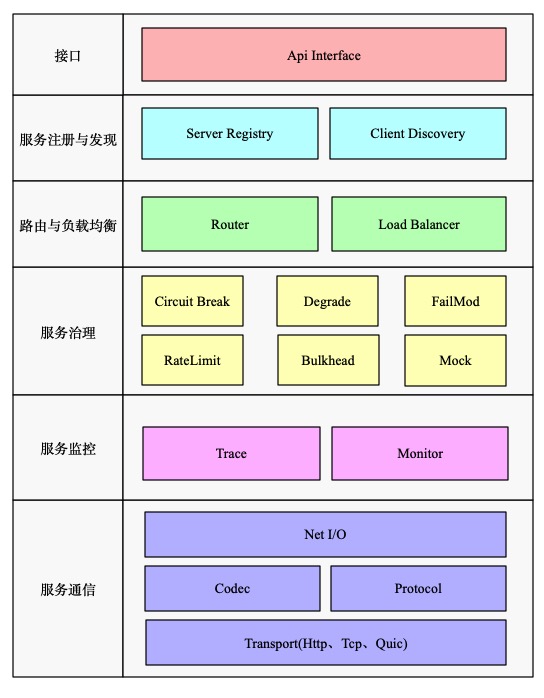 接口
Api Interface
服务注册与发现
Server Registry
Client Discovery
路由与负载均衡
Router
Load Balancer
服务治理
Circuit Break
Degrade
FailMod
RateLimit
Bulkhead
Mock
服务监控
Trace
Monitor
服务通信
Net I/O
Codec
Protocol
Transport(Http、Tcp、Quic)